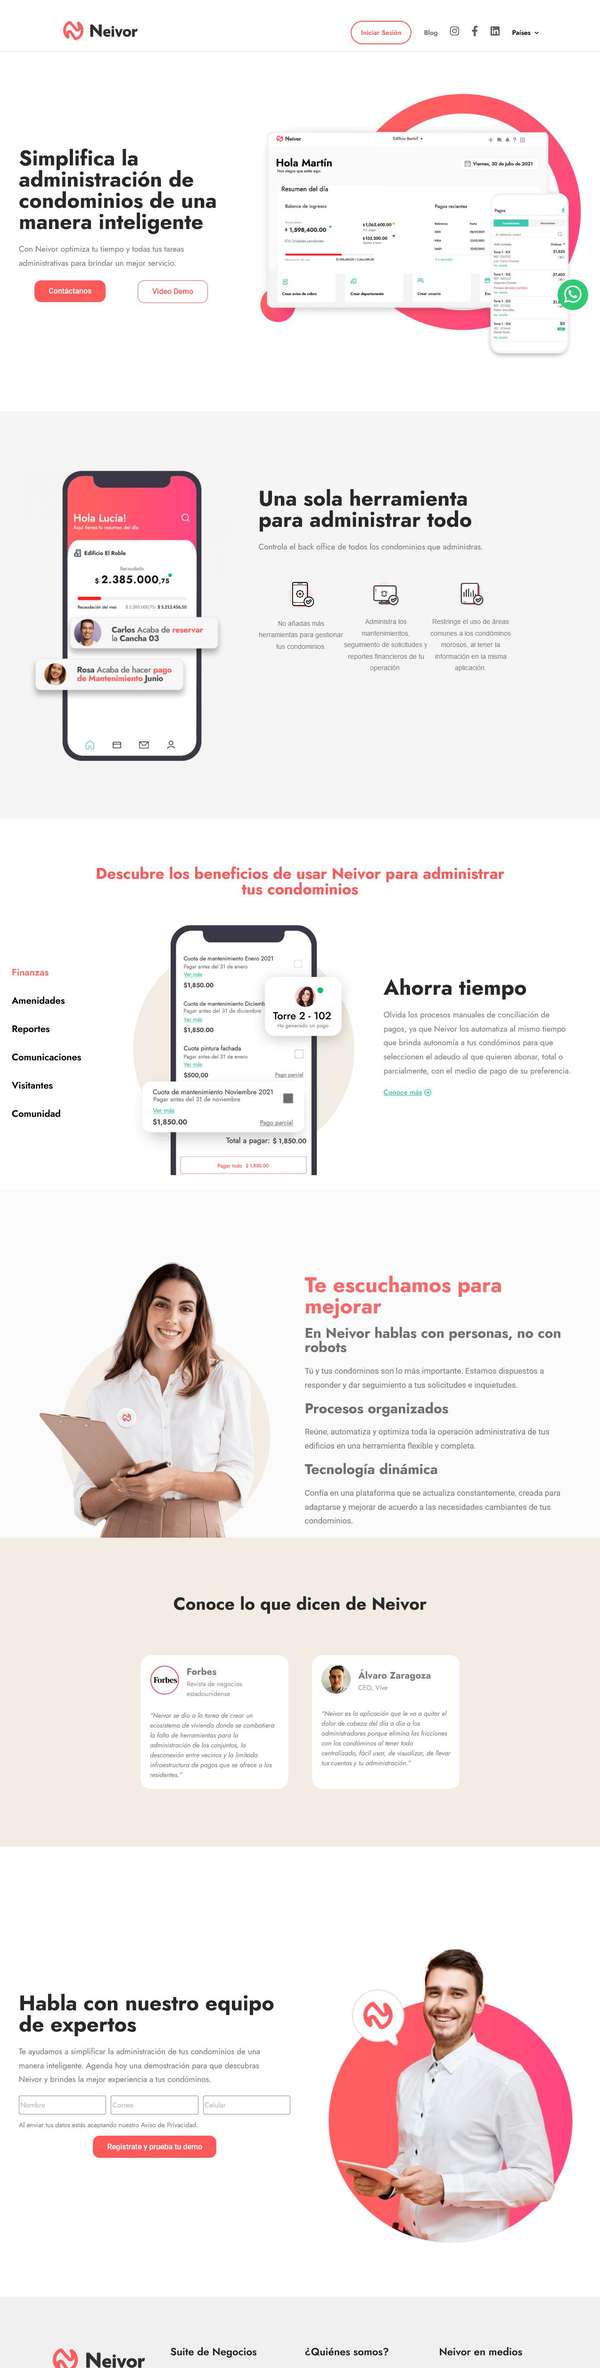 Neivor
Iniciar Sesión
Blog
Países
Simplifica la
administración de
condominios de una
manera inteligente
Con Neivor optimiza tu tiempo y todas tus tareas
administrativas para brindar un mejor servicio.
Contáctanos
Video Demo
Neivor
Hola Martín
Viernes, 30 de julio de 2021
Resumen del día
Balance de ingresos
Pagos recientes
$ 1,598,400.00
Crear aviso de cobro
Crear departamento
Crear usuario
Pagos
Hola Lucía!
Aquí tienes tu resumen del día
Edificio El Roble
Recaudado
$ 2.385.000,75
Recaudación del mes
Carlos Acaba de reservar
la Cancha 03
Rosa Acaba de hacer pago
de Mantenimiento Junio
Una sola herramienta
para administrar todo
Controla el back office de todos los condominios que administras.
No añadas más
herramientas para gestionar
tus condominios
Administra los
mantenimientos,
seguimiento de solicitudes y
reportes financieros de tu
operación
Restringe el uso de áreas
comunes a los condóminos
morosos, al tener la
información en la misma
aplicación.
Descubre los beneficios de usar Neivor para administrar
tus condominios
Finanzas
Amenidades
Reportes
Comunicaciones
Visitantes
Comunidad
Cuota de mantenimiento Enero 2021
Pagar antes del 31 de enero
Ver más
$1,850.00
Cuota de mantenimiento Diciemb
Pagar antes del 31 de diciembre
Ver más
$1,850.00
Torre 2 - 102
Ha generado un pago
Cuota pintura fachada
Pagar antes del 31 de enero
Ver más
$500,00
Pago parcial
Cuota de mantenimiento Noviembre 2021
Pagar antes del 31 de noviembre
Ver más
$1,850.00
Pago parcial
Total a pagar: $ 1,850.00
Pagar todo $ 1,850.00
Ahorra tiempo
Olvida los procesos manuales de conciliación de
pagos, ya que Neivor los automatiza al mismo tiempo
que brinda autonomía a tus condóminos para que
seleccionen el adeudo al que quieren abonar, total o
parcialmente, con el medio de pago de su preferencia.
Conoce más
Te escuchamos para
mejorar
En Neivor hablas con personas, no con
robots
Tú y tus condóminos son lo más importante. Estamos dispuestos a
responder y dar seguimiento a tus solicitudes e inquietudes.
Procesos organizados
Reúne, automatiza y optimiza toda la operación administrativa de tus
edificios en una herramienta flexible y completa.
Tecnología dinámica
Confía en una plataforma que se actualiza constantemente, creada para
adaptarse y mejorar de acuerdo a las necesidades cambiantes de tus
condominios.
Conoce lo que dicen de Neivor
Forbes
Forbes
Revista de negocios
estadounidense
"Neivor se dio a la tarea de crear un
ecosistema de vivienda donde se combatiera
la falta de herramientas para la
administración de los conjuntos, la
desconexión entre vecinos y la limitada
infraestructura de pagos que se ofrece a los
residentes."
Álvaro Zaragoza
CEO, Vive
"Neivor es la aplicación que le va a quitar el
dolor de cabeza del día a día a los
administradores porque elimina las fricciones
con los condóminos al tener todo
centralizado, fácil usar, de visualizar, de llevar
tus cuentas y tu administración."
Habla con nuestro equipo
de expertos
Te ayudamos a simplificar la administración de tus condominios de una
manera inteligente. Agenda hoy una demostración para que descubras
Neivor y brindes la mejor experiencia a tus condóminos.
Nombre
Correo
Celular
Al enviar tus datos estás aceptando nuestro Aviso de Privacidad.
Registrate y prueba tu demo
Neivor
Suite de Negocios
¿Quiénes somos?
Neivor en medios